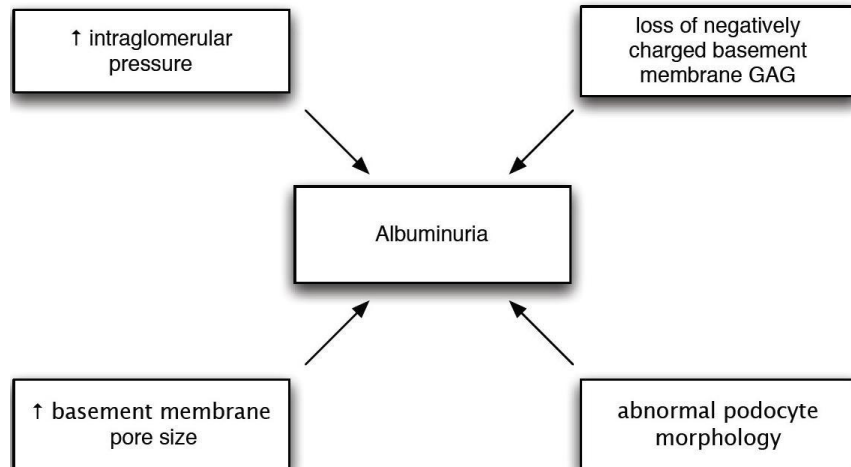 ↑ intraglomerular
pressure
loss of negatively
charged basement
membrane GAG
Albuminuria
↑ basement membrane
pore size
abnormal podocyte
morphology